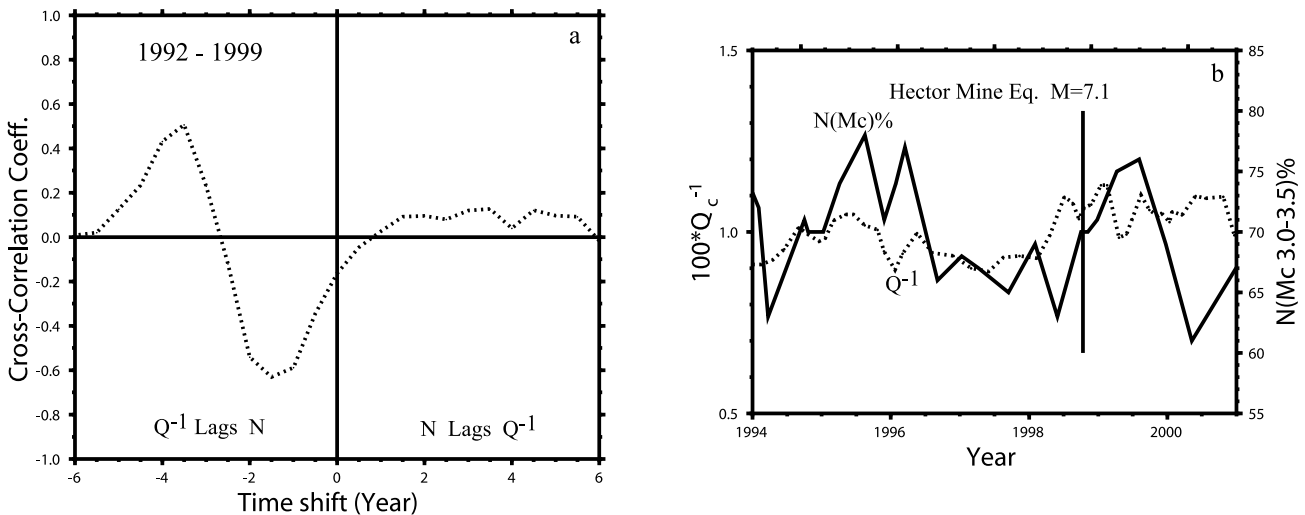 1.0
0.8
0.6
0.4
0.2
0.0
-0.2
-0.4
-0.6
-0.8
-1.0
Cross-Correlation Coeff.
1992 - 1999
a
Q-1 Lags N
N Lags Q-1
-6
-4
-2
0
2
4
6
Time shift (Year)
1.5
1.0
0.5
100*Qc-1
b
Hector Mine Eq. M=7.1
N(Mc)%
Q-1
85
80
75
70
65
60
55
N(Mc 3.0-3.5)%
1994
1996
1998
2000
Year